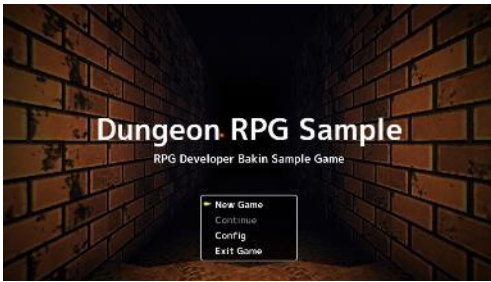 Dungeon RPG Sample
RPG Developer Bakin Sample Game
New Game
Continue
Config
Exit Game